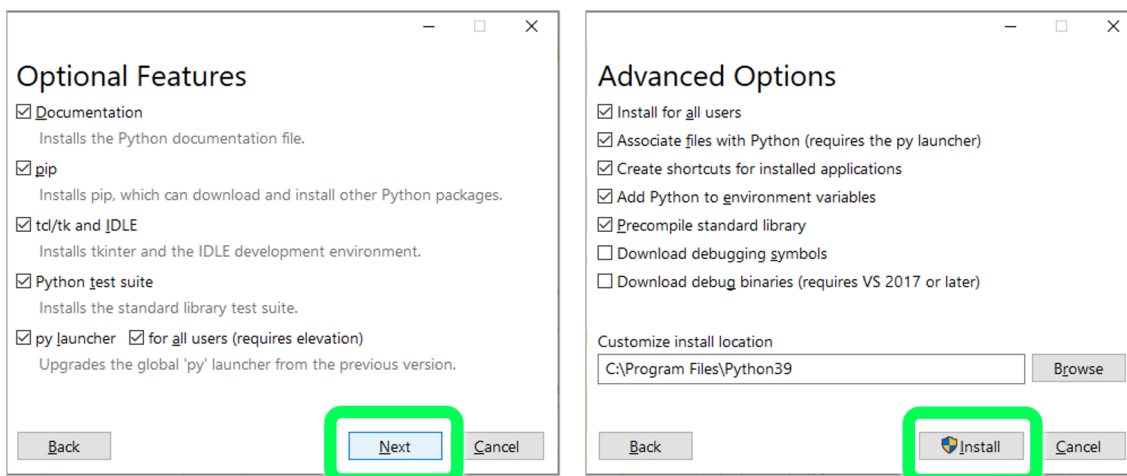 Optional Features
Documentation
Installs the Python documentation file.
pip
Installs pip, which can download and install other Python packages.
tcl/tk and IDLE
Installs tkinter and the IDLE development environment.
Python test suite
Installs the standard library test suite.
py launcher for all users (requires elevation)
Upgrades the global 'py' launcher from the previous version.
Back Next Cancel
Advanced Options
Install for all users
Associate files with Python (requires the py launcher)
Create shortcuts for installed applications
Add Python to environment variables
Precompile standard library
Download debugging symbols
Download debug binaries (requires VS 2017 or later)
Customize install location
C:\Program Files\Python39 Browse
Back Install Cancel